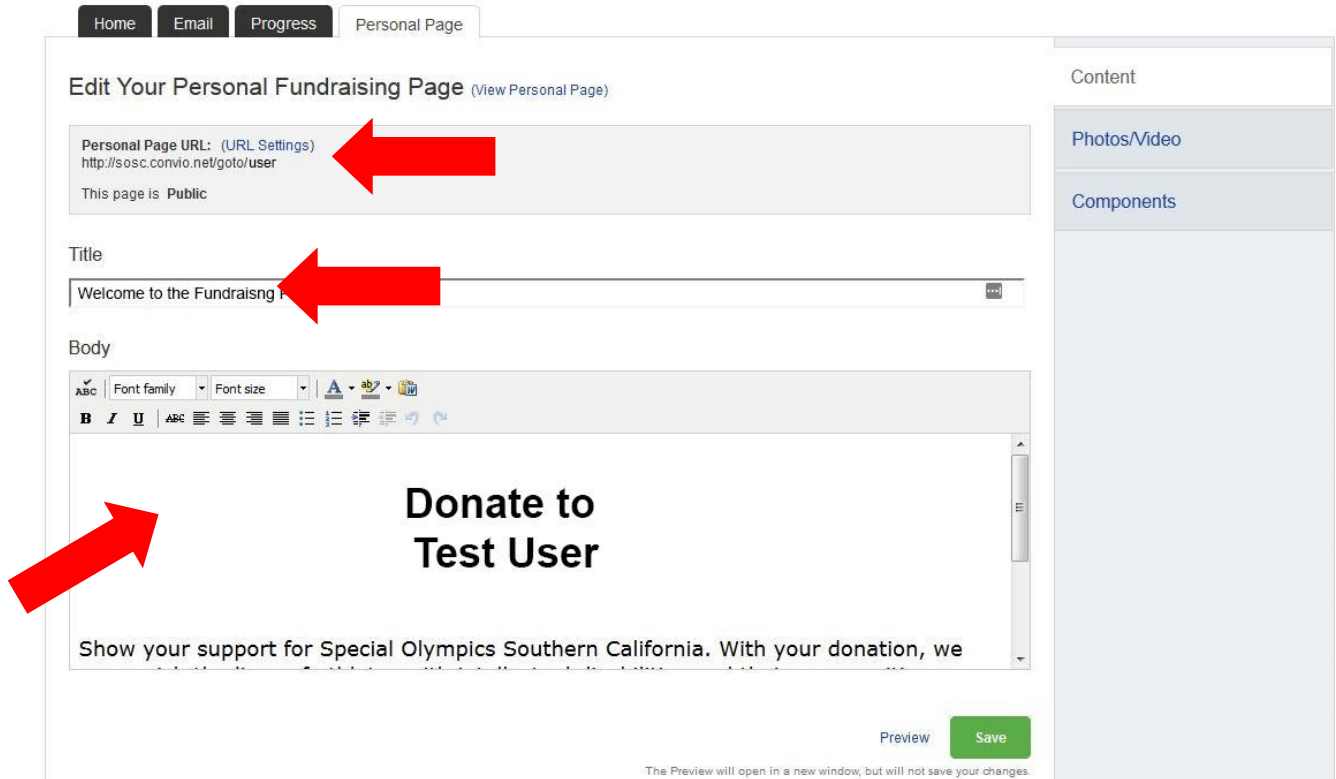 Home Email Progress Personal Page
Edit Your Personal Fundraising Page (View Personal Page)
Content
Personal Page URL: (URL Settings)
http://sosc.convio.net/goto/user
This page is Public
Photos/Video
Components
Title
Welcome to the Fundraisng
Body
ABC Font family Font size A ab
B I U ABC
Donate to
Test User
Show your support for Special Olympics Southern California. With your donation, we
Preview Save
The Preview will open in a new window, but will not save your changes.